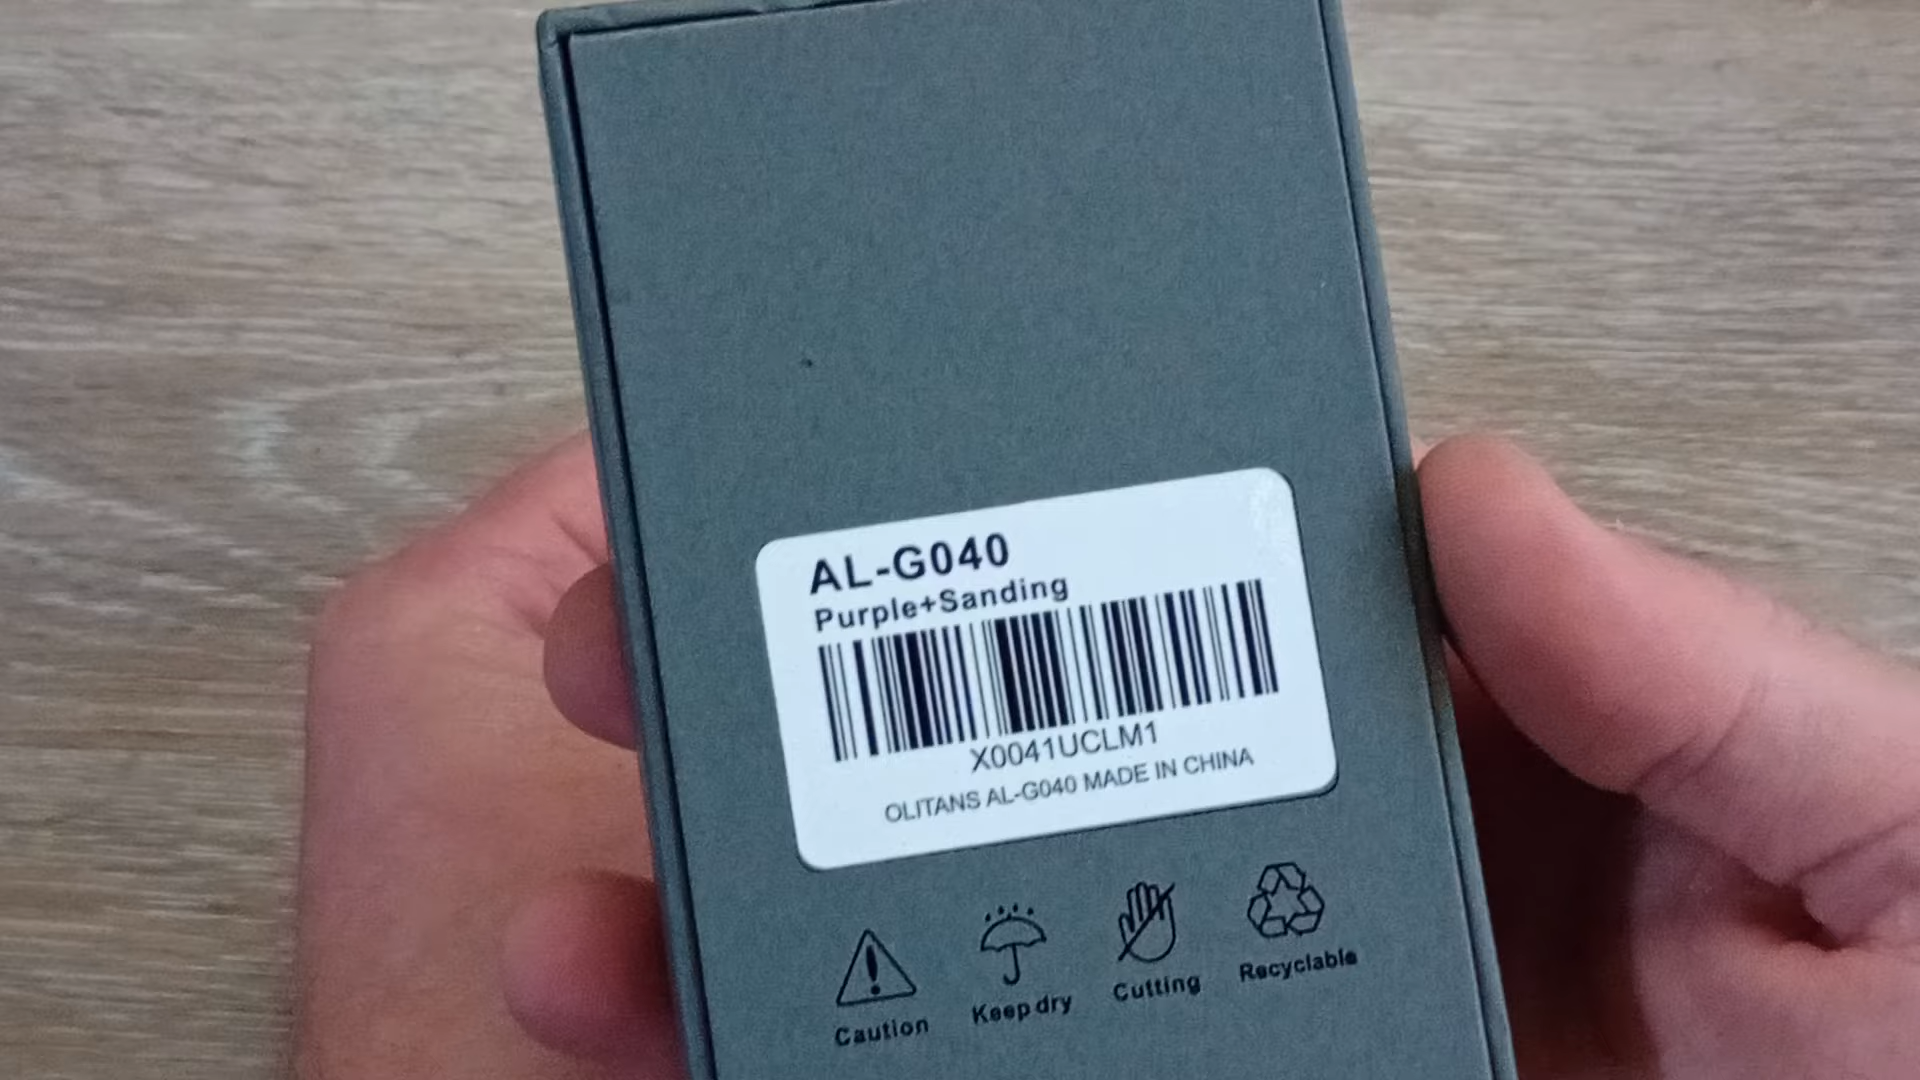 AL-G040
Purple+Sanding
X0041UCLM1
OLITANS AL-G040 MADE IN CHINA
Caution
Keep dry
Cutting
Recyclable